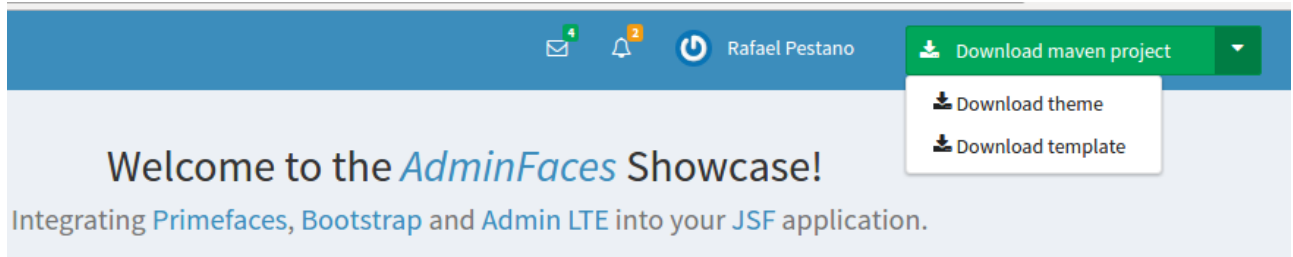 4
2
Rafael Pestano
Download maven project
Download theme
Download template
Welcome to the AdminFaces Showcase!
Integrating Primefaces, Bootstrap and Admin LTE into your JSF application.